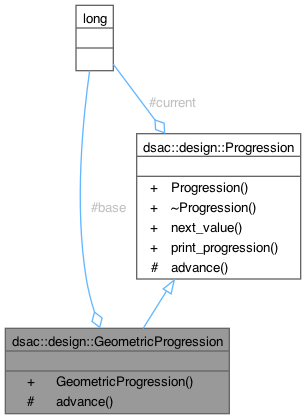 long
#current
dsac::design::Progression
+ Progression()
+ ~Progression()
+ next_value()
+ print_progression()
# advance()
#base
dsac::design::GeometricProgression
+ GeometricProgression()
# advance()